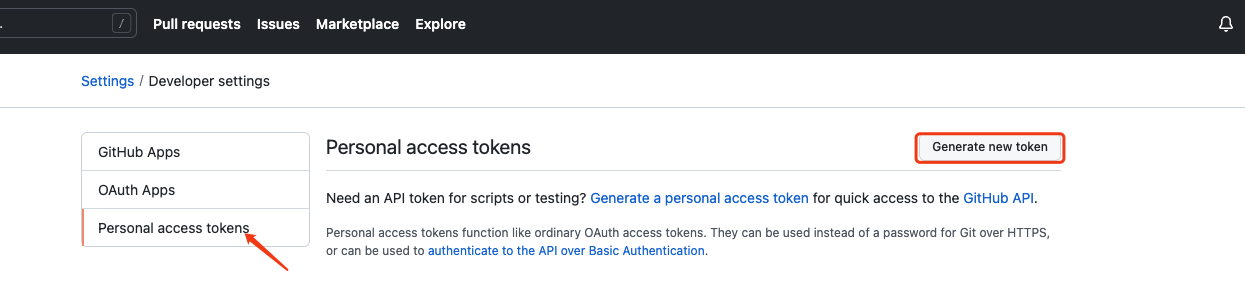 . /
Pull requests Issues Marketplace Explore
Settings / Developer settings
GitHub Apps
OAuth Apps
Personal access tokens
Personal access tokens
Generate new token
Need an API token for scripts or testing? Generate a personal access token for quick access to the GitHub API.
Personal access tokens function like ordinary OAuth access tokens. They can be used instead of a password for Git over HTTPS,
or can be used to authenticate to the API over Basic Authentication.